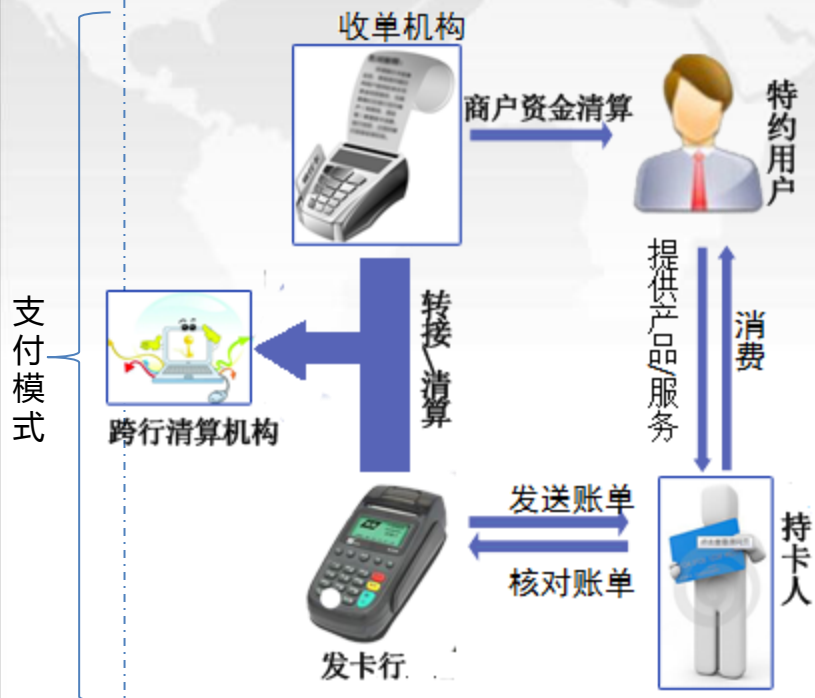 收单机构
商户资金清算
特约用户
支付模式
跨行清算机构
转接\清算
提供产品/服务
消费
发送账单
核对账单
持卡人
发卡行